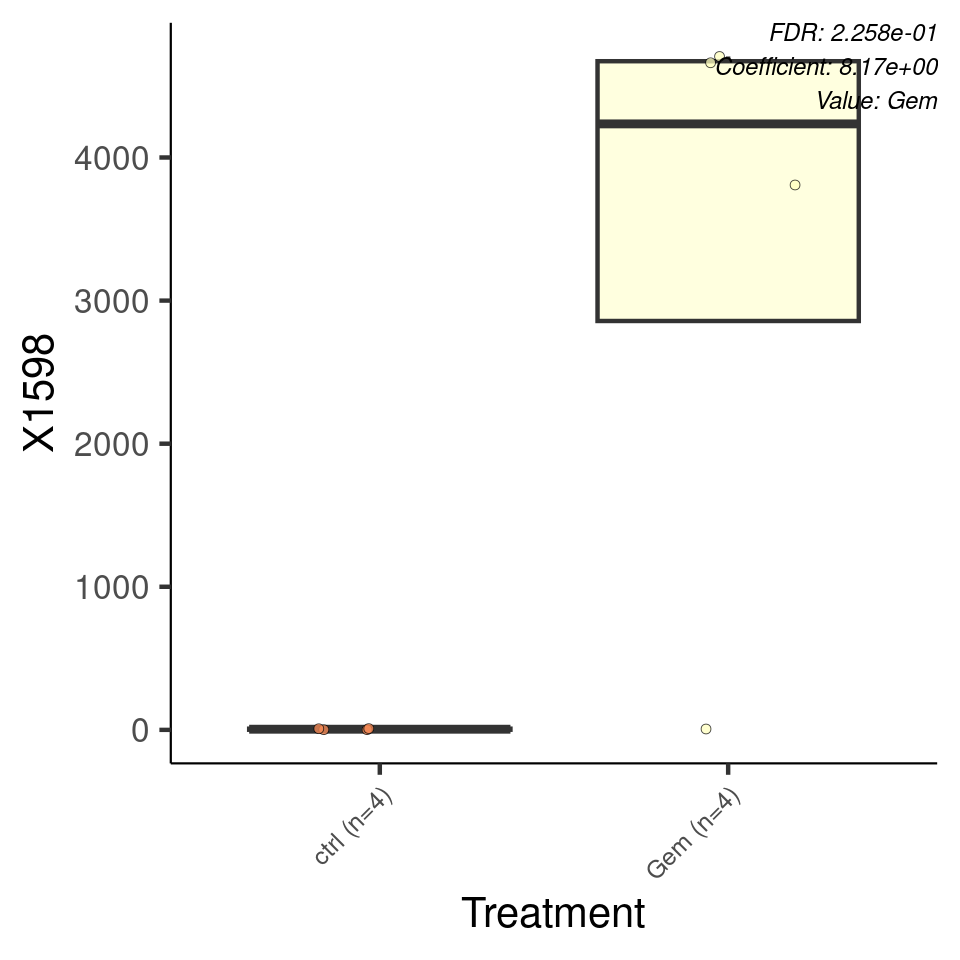 FDR: 2.258e-01
Coefficient: 8.17e+00
Value: Gem
X1598
4000
3000
2000
1000
0
ctrl (n=4)
Gem (n=4)
Treatment